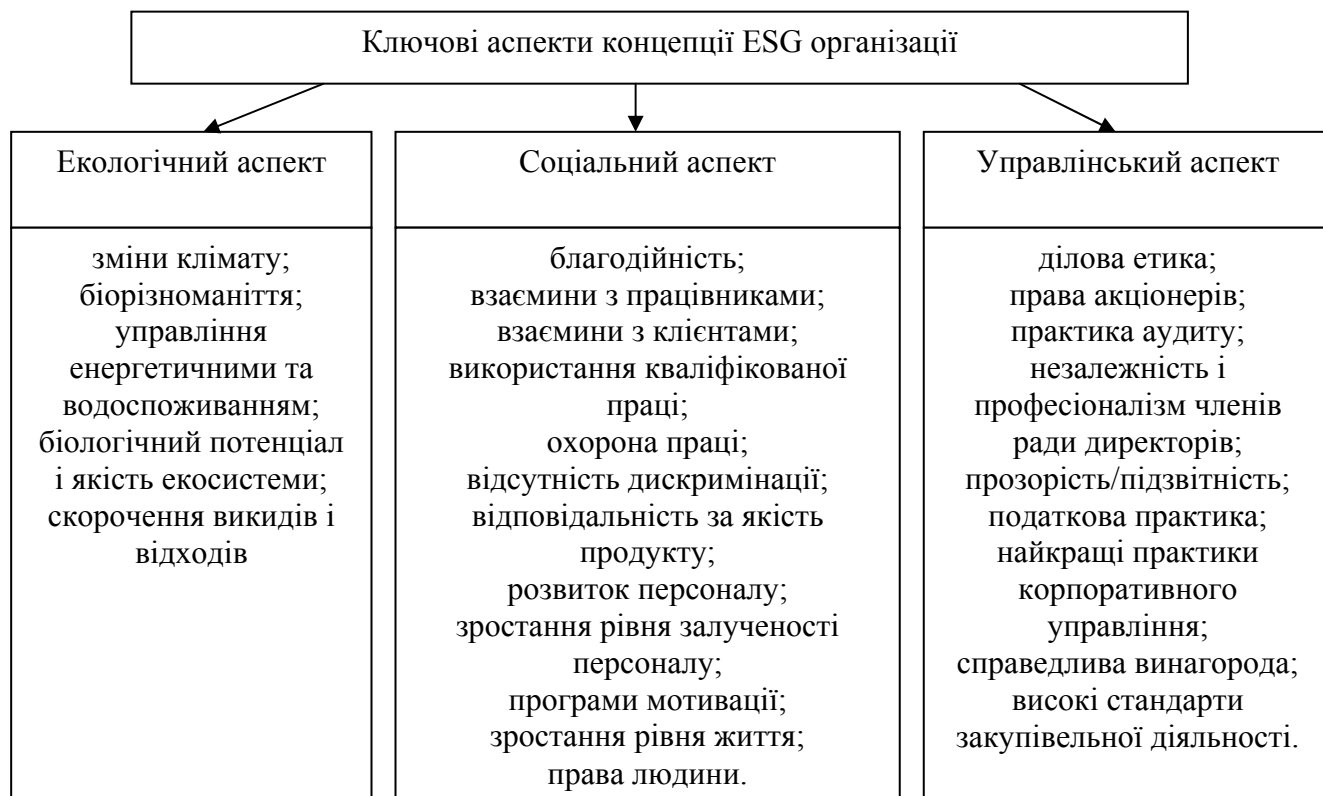 Ключові аспекти концепції ESG організації
Екологічний аспект
зміни клімату;
біорізноманіття;
управління
енергетичними та
водоспоживанням;
біологічний потенціал
і якість екосистеми;
скорочення викидів і
відходів
Соціальний аспект
благодійність;
взаємини з працівниками;
взаємини з клієнтами;
використання кваліфікованої
праці;
охорона праці;
відсутність дискримінації;
відповідальність за якість
продукту;
розвиток персоналу;
зростання рівня залученості
персоналу;
програми мотивації;
зростання рівня життя;
права людини.
Управлінський аспект
ділова етика;
права акціонерів;
практика аудиту;
незалежність і
професіоналізм членів
ради директорів;
прозорість/підзвітність;
податкова практика;
найкращі практики
корпоративного
управління;
справедлива винагорода;
високі стандарти
закупівельної діяльності.